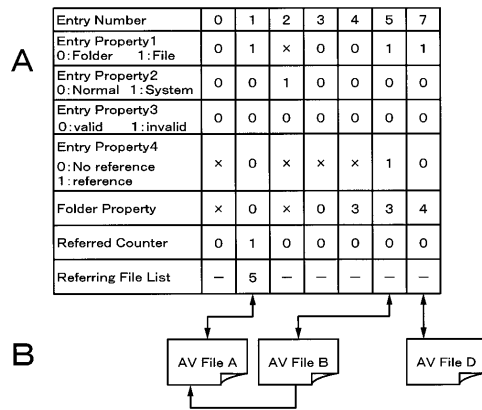 A
Entry Number 0 1 2 3 4 5 7
Entry Property1
0:Folder 1:File 0 1 × 0 0 1 1
Entry Property2
0:Normal 1:System 0 0 1 0 0 0 0
Entry Property3
0:valid 1:invalid 0 0 0 0 0 0 0
Entry Property4
0:No reference
1:reference × 0 × × × 1 0
Folder Property × 0 × 0 3 3 4
Referred Counter 0 1 0 0 0 0 0
Referring File List – 5 – – – – –
B
AV File A AV File B AV File D